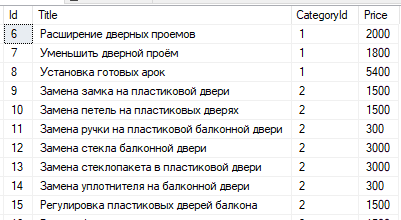 Id Title CategoryId Price
6 Расширение дверных проемов 1 2000
7 Уменьшить дверной проём 1 1800
8 Установка готовых арок 1 5400
9 Замена замка на пластиковой двери 2 1500
10 Замена петель на пластиковых дверях 2 1500
11 Замена ручки на пластиковой балконной двери 2 300
12 Замена стекла балконной двери 2 3000
13 Замена стеклопакета в пластиковой двери 2 3000
14 Замена уплотнителя на балконной двери 2 300
15 Регулировка пластиковых дверей балкона 2 1500